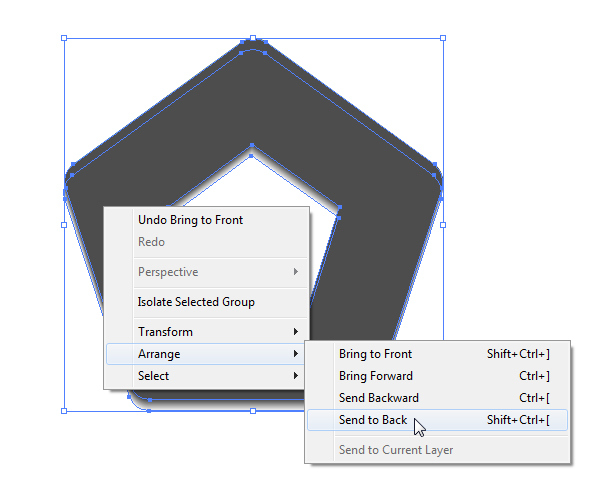 Undo Bring to Front
Redo
Perspective
Isolate Selected Group
Transform
Arrange
Select
Bring to Front Shift+Ctrl+]
Bring Forward Ctrl+]
Send Backward Ctrl+[
Send to Back Shift+Ctrl+[
Send to Current Layer